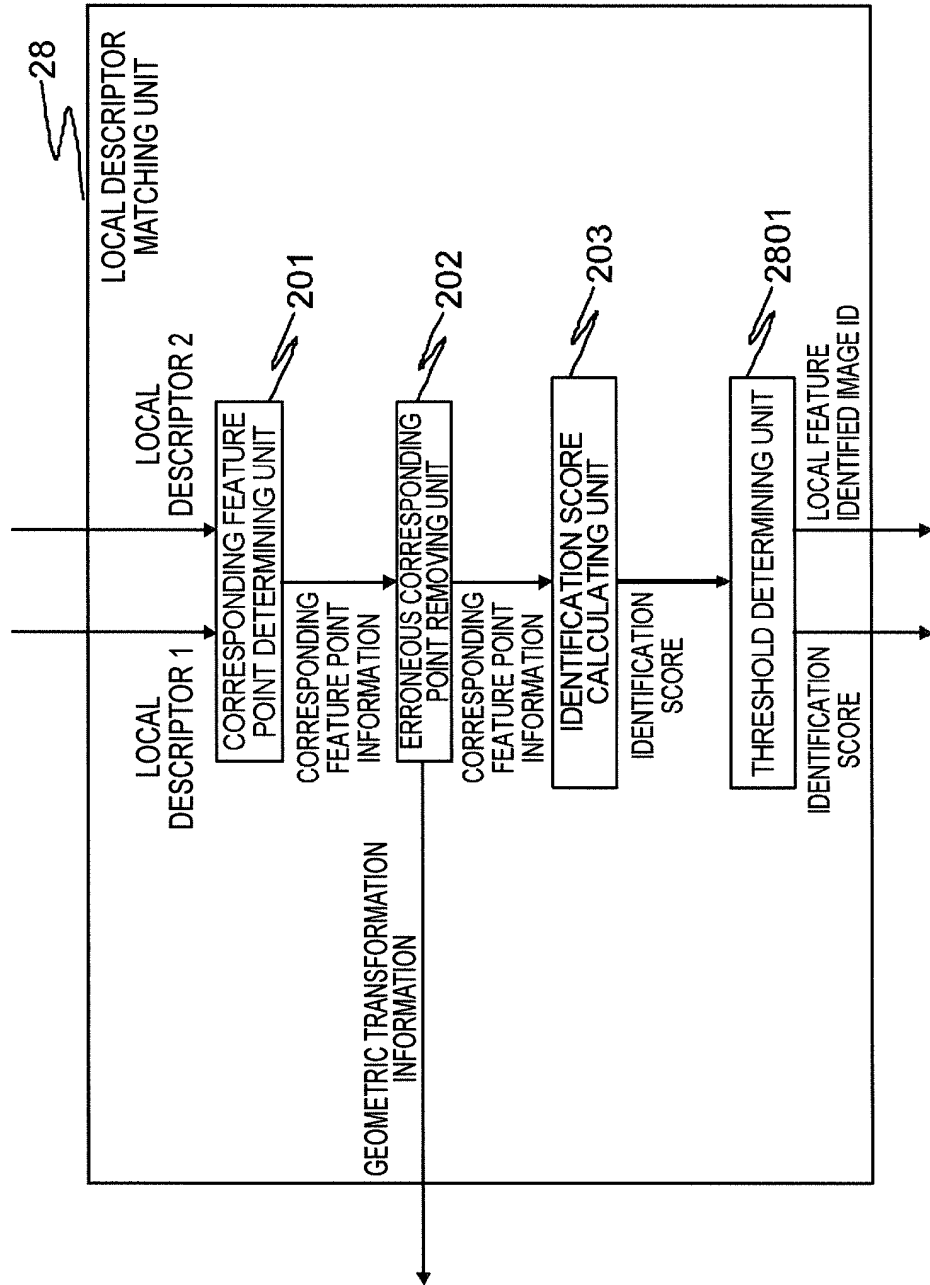 28
LOCAL DESCRIPTOR
MATCHING UNIT
LOCAL
DESCRIPTOR 1
LOCAL
DESCRIPTOR 2
201
CORRESPONDING FEATURE
POINT DETERMINING UNIT
CORRESPONDING
FEATURE POINT
INFORMATION
202
ERRONEOUS CORRESPONDING
POINT REMOVING UNIT
GEOMETRIC TRANSFORMATION
INFORMATION
CORRESPONDING
FEATURE POINT
INFORMATION
203
IDENTIFICATION SCORE
CALCULATING UNIT
IDENTIFICATION
SCORE
2801
THRESHOLD DETERMINING UNIT
IDENTIFICATION
SCORE
LOCAL FEATURE
IDENTIFIED IMAGE ID